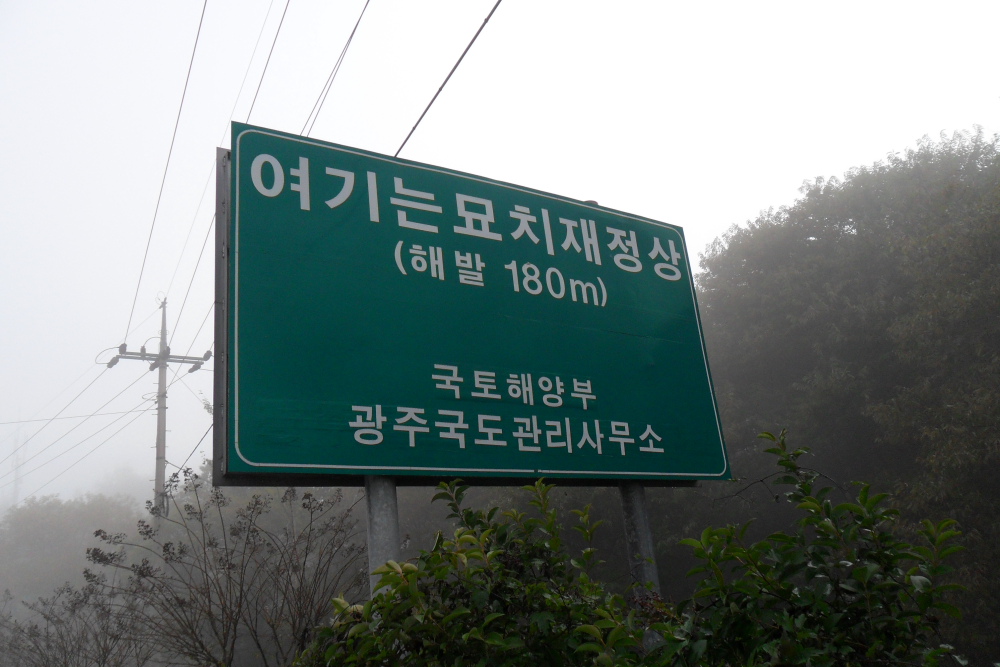 여기는묘치재정상
(해발 180m)
국토해양부
광주국도관리사무소